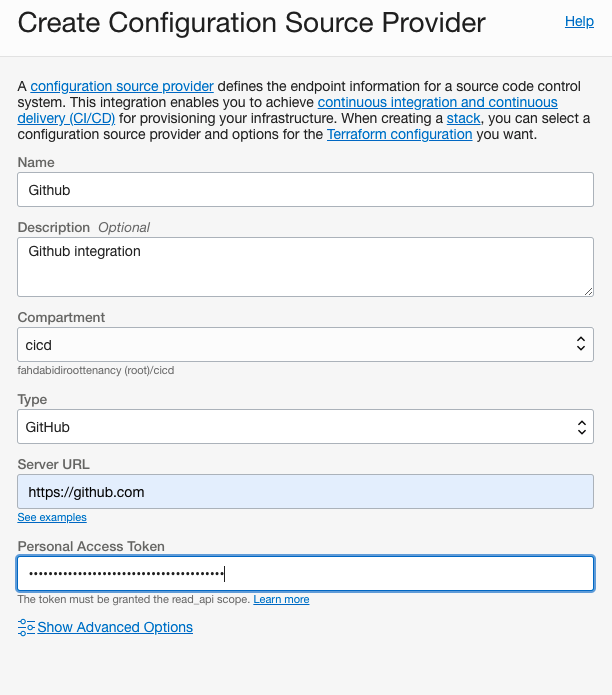 Create Configuration Source Provider
Help
A configuration source provider defines the endpoint information for a source code control
system. This integration enables you to achieve continuous integration and continuous
delivery (CI/CD) for provisioning your infrastructure. When creating a stack, you can select a
configuration source provider and options for the Terraform configuration you want.
Name
Github
Description Optional
Github integration
Compartment
cicd
fahdabidiroottenancy (root)/cicd
Type
GitHub
Server URL
https://github.com
See examples
Personal Access Token
••••••••••••••••••••••••••••••••••••••••
The token must be granted the read_api scope. Learn more
Show Advanced Options